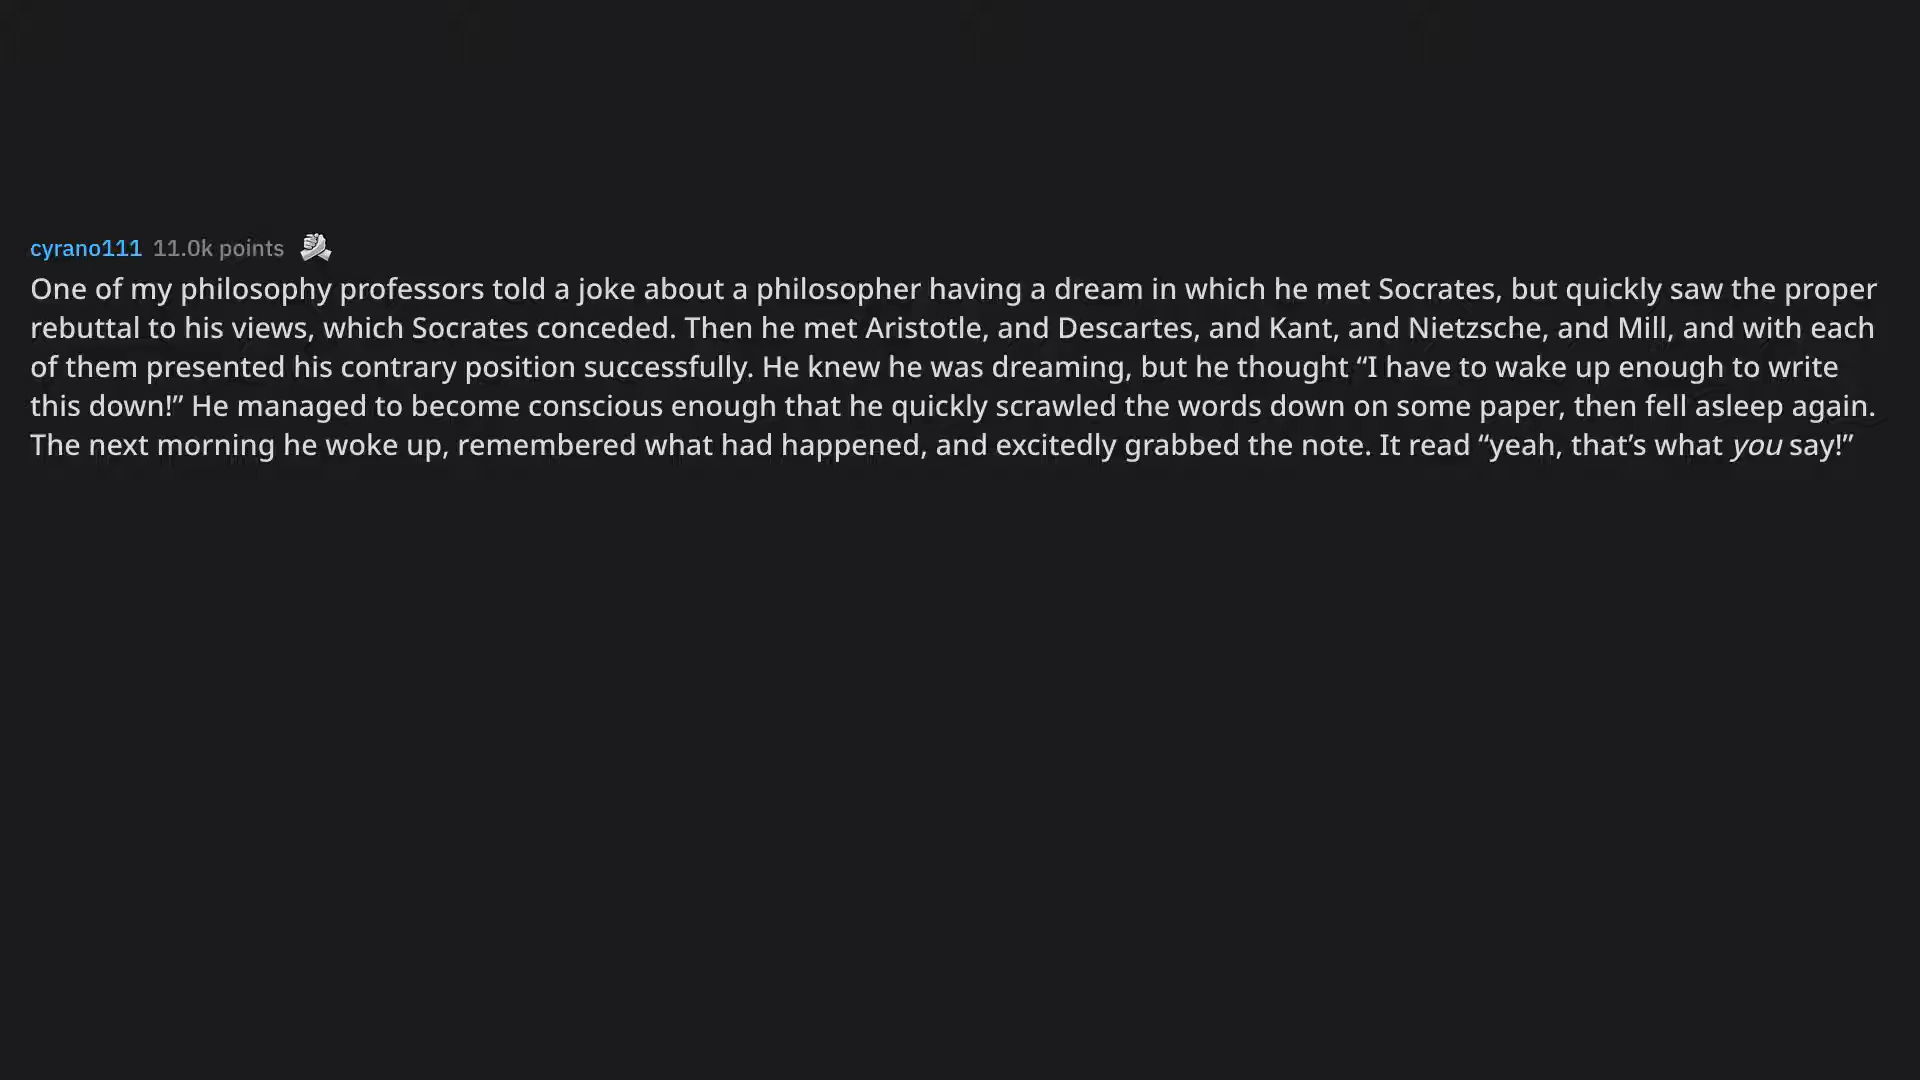 cyrano111 11.0k points
One of my philosophy professors told a joke about a philosopher having a dream in which he met Socrates, but quickly saw the proper
rebuttal to his views, which Socrates conceded. Then he met Aristotle, and Descartes, and Kant, and Nietzsche, and Mill, and with each
of them presented his contrary position successfully. He knew he was dreaming, but he thought “I have to wake up enough to write
this down!” He managed to become conscious enough that he quickly scrawled the words down on some paper, then fell asleep again.
The next morning he woke up, remembered what had happened, and excitedly grabbed the note. It read “yeah, that’s what you say!”